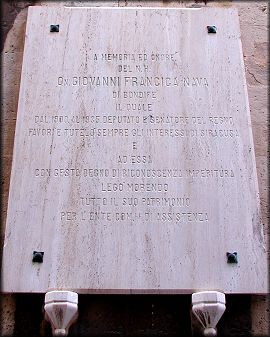 A MEMORIA ED ONORE
DEL N.H.
ON. GIOVANNI FRANCICA NAVA
DI BONDIFE
IL QUALE
DAL 1900 AL 1935 DEPUTATO E SENATORE DEL REGNO
FAVORI E TUTELO SEMPRE GLI INTERESSI DI SIRACUSA
E
AD ESSA
CON GESTO DEGNO DI RICONOSCENZA IMPERITURA
LEGO MORENDO
TUTTO IL SUO PATRIMONIO
PER L'ENTE COM. DI ASSISTENZA